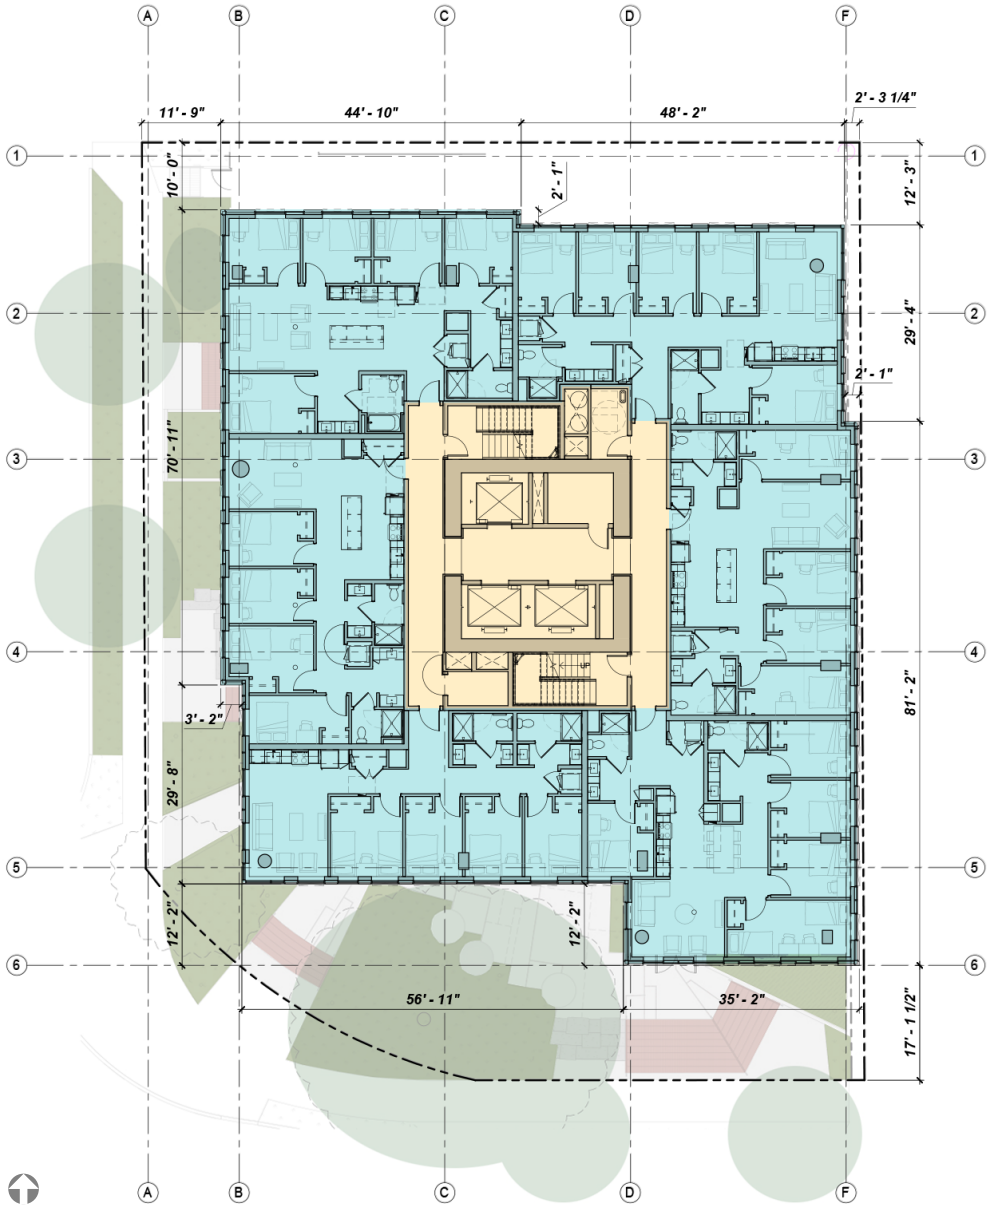 A B C D F
2' - 3 1/4"
11' - 9" 44' - 10" 48' - 2"
1 1
10' - 0" 2' - 1" 12' - 3"
2 2
29' - 4"
2' - 1"
3 3
70' - 11"
4 4
UP
81' - 2"
3' - 2"
29' - 8"
5 5
12' - 2" 12' - 2"
6 6
56' - 11" 35' - 2"
17' - 1 1/2"
A B C D F